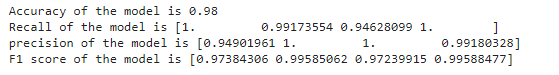 Accuracy of the model is 0.98
Recall of the model is [1.         0.99173554 0.94628099 1.        ]
precision of the model is [0.94901961 1.         1.         0.99180328]
F1 score of the model is [0.97384306 0.99585062 0.97239915 0.99588477]